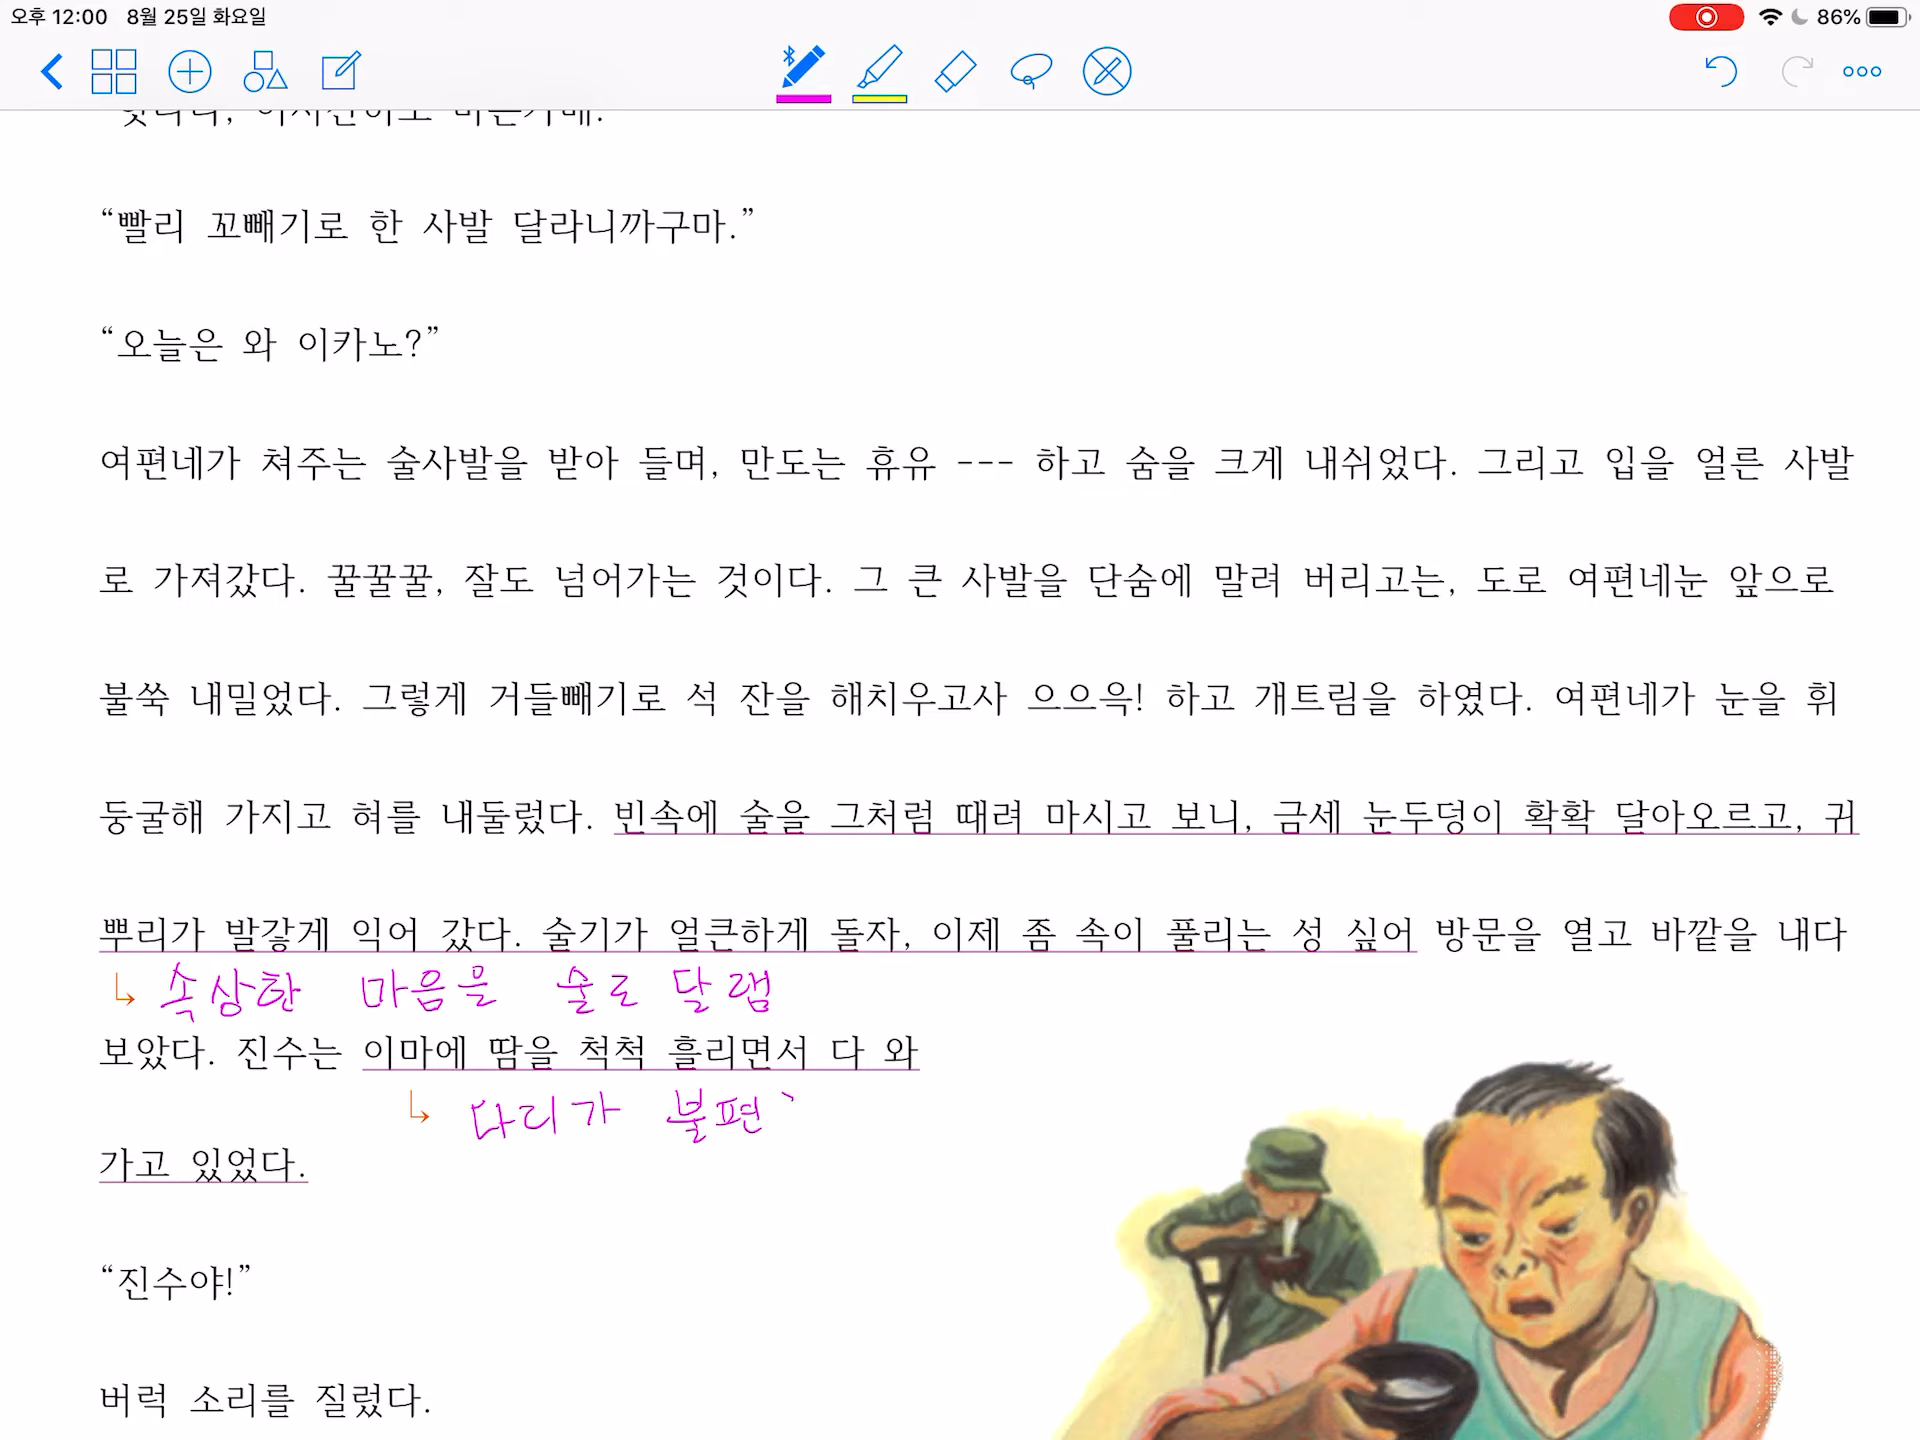 오후 12:00 8월 25일 화요일
86%
“빨리 꼬빼기로 한 사발 달라니까구마.”
“오늘은 와 이카노?”
여편네가 쳐주는 술사발을 받아 들며, 만도는 휴유 --- 하고 숨을 크게 내쉬었다. 그리고 입을 얼른 사발
로 가져갔다. 꿀꿀꿀, 잘도 넘어가는 것이다. 그 큰 사발을 단숨에 말려 버리고는, 도로 여편네눈 앞으로
불쑥 내밀었다. 그렇게 거들빼기로 석 잔을 해치우고사 으으윽! 하고 개트림을 하였다. 여편네가 눈을 휘
둥굴해 가지고 혀를 내둘렀다. 빈속에 술을 그처럼 때려 마시고 보니, 금세 눈두덩이 확확 달아오르고, 귀
뿌리가 발갛게 익어 갔다. 술기가 얼큰하게 돌자, 이제 좀 속이 풀리는 성 싶어 방문을 열고 바깥을 내다
↳ 속상한 마음을 술로 달램
보았다. 진수는 이마에 땀을 척척 흘리면서 다 와
↳ 다리가 불편
가고 있었다.
“진수야!”
버럭 소리를 질렀다.